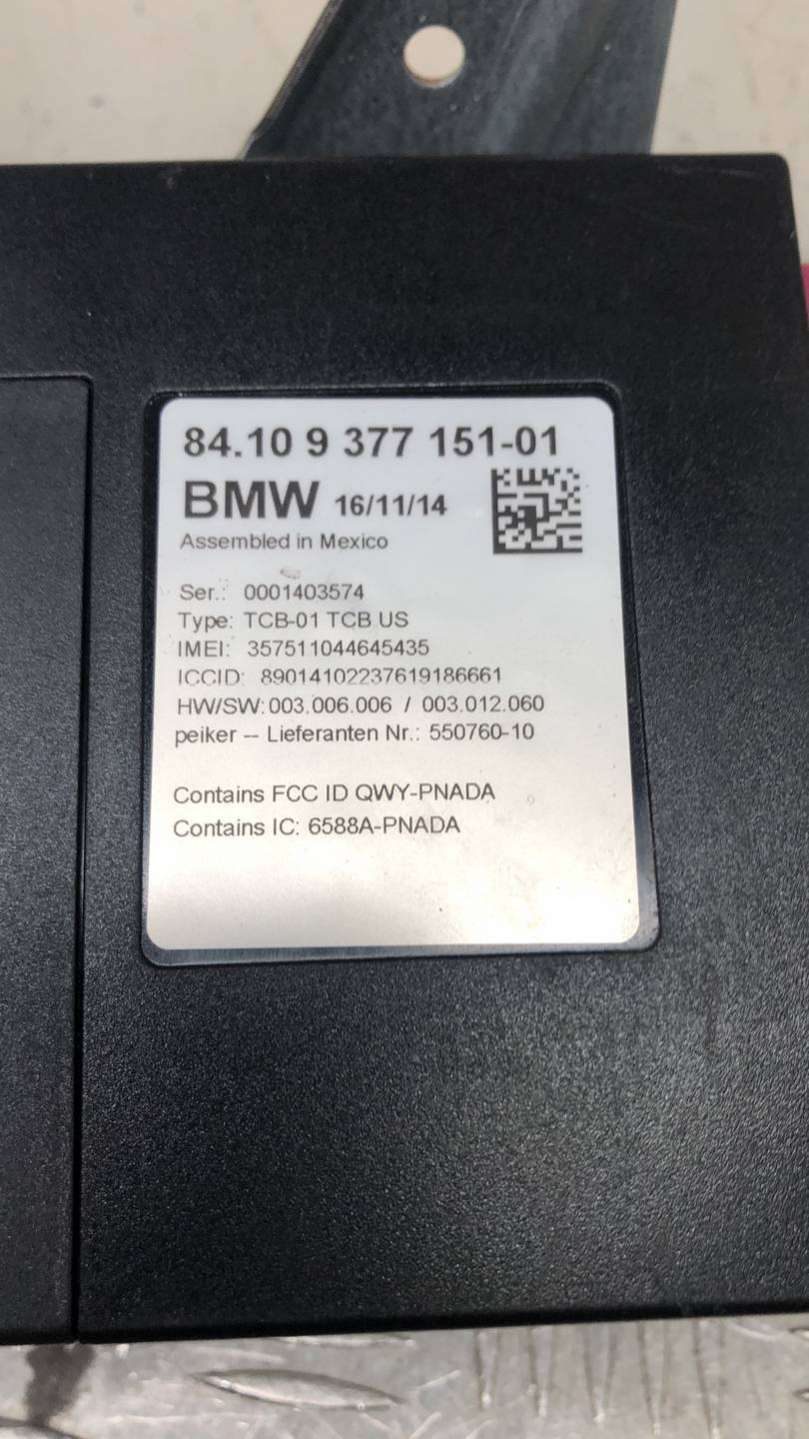 84.10 9 377 151-01
BMW 16/11/14
Assembled in Mexico
Ser.: 0001403574
Type: TCB-01 TCB US
IMEI: 357511044645435
ICCID: 89014102237619186661
HW/SW: 003.006.006 / 003.012.060
peiker -- Lieferanten Nr.: 550760-10
Contains FCC ID QWY-PNADA
Contains IC: 6588A-PNADA